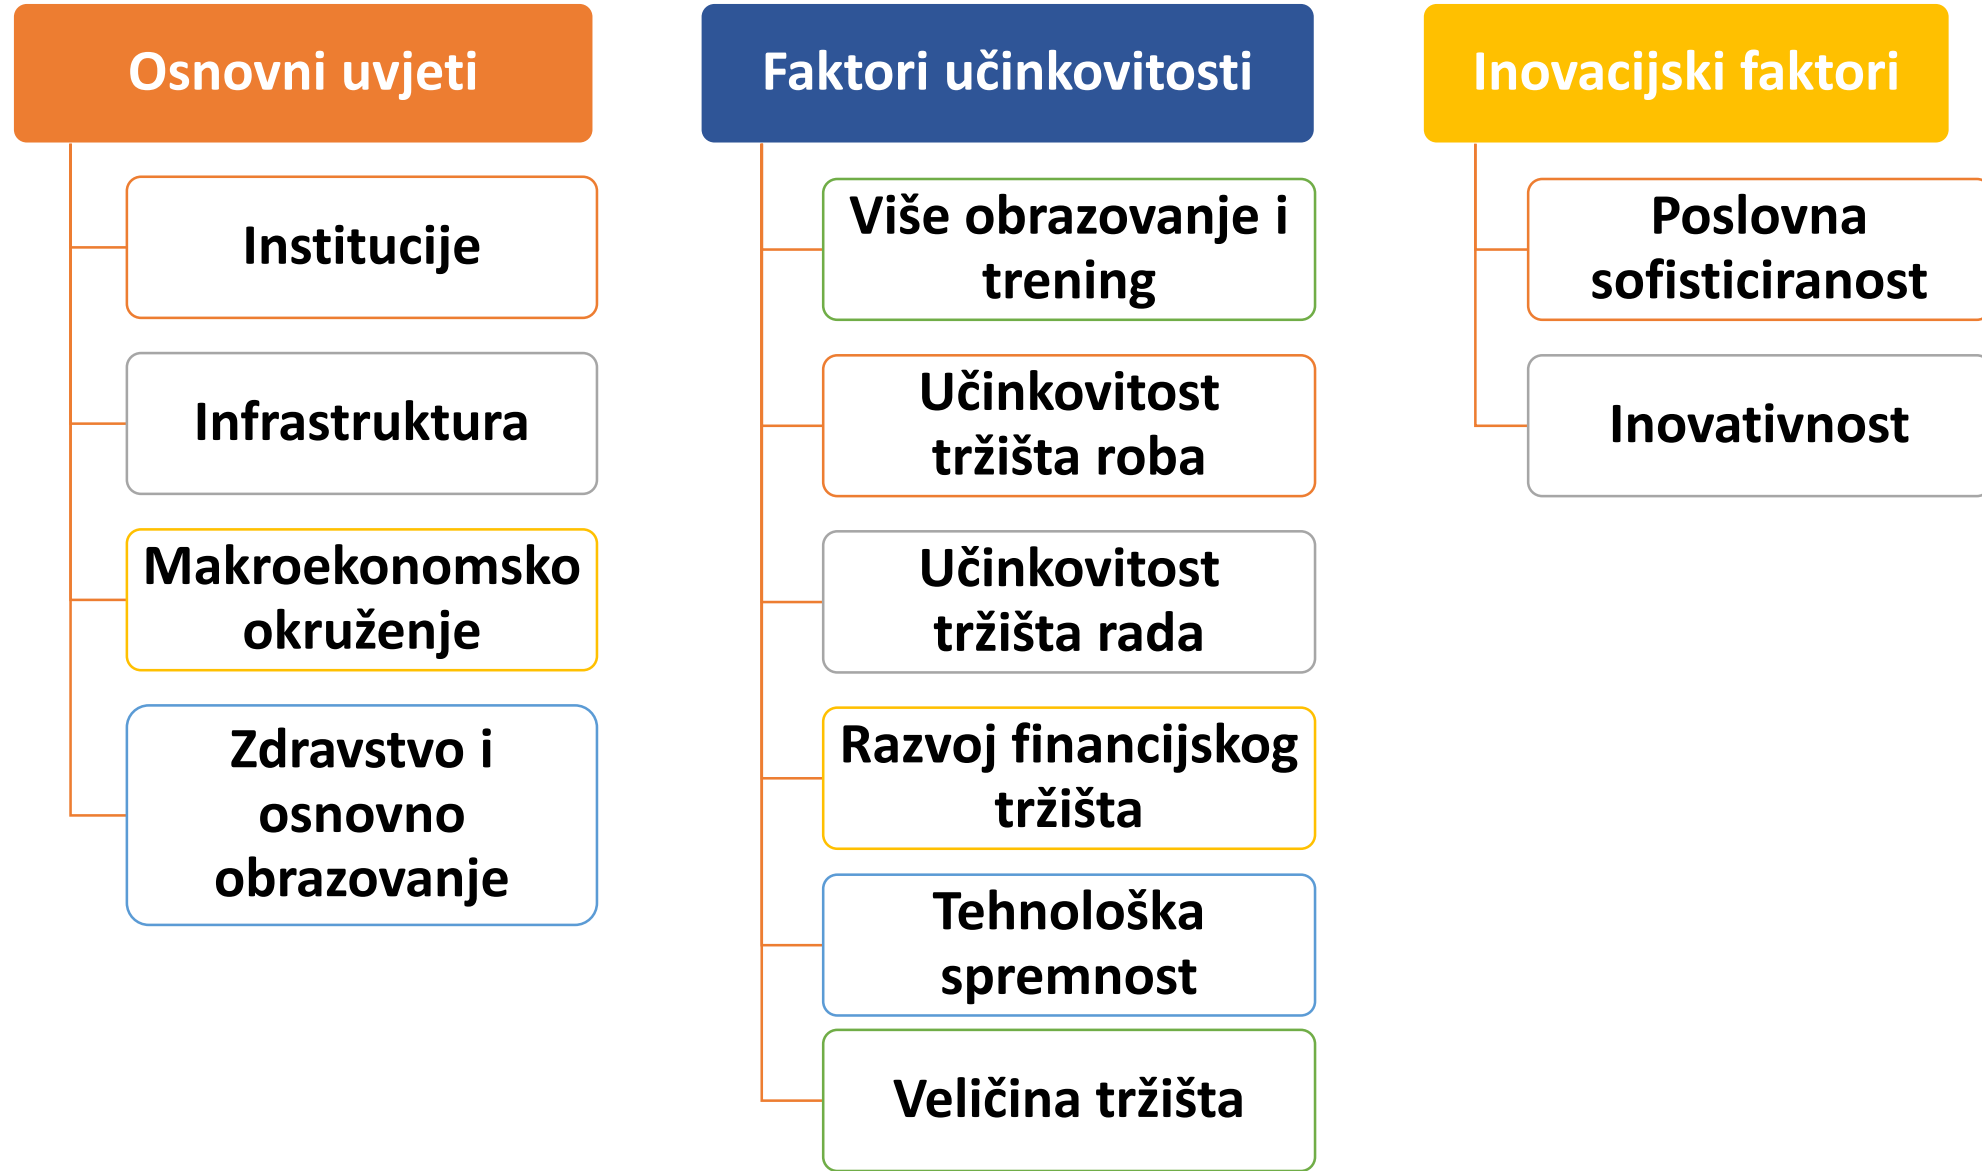 Osnovni uvjeti
Institucije
Infrastruktura
Makroekonomsko
okruženje
Zdravstvo i
osnovno
obrazovanje
Faktori učinkovitosti
Više obrazovanje i
trening
Učinkovitost
tržišta roba
Učinkovitost
tržišta rada
Razvoj financijskog
tržišta
Tehnološka
spremnost
Veličina tržišta
Inovacijski faktori
Poslovna
sofisticiranost
Inovativnost